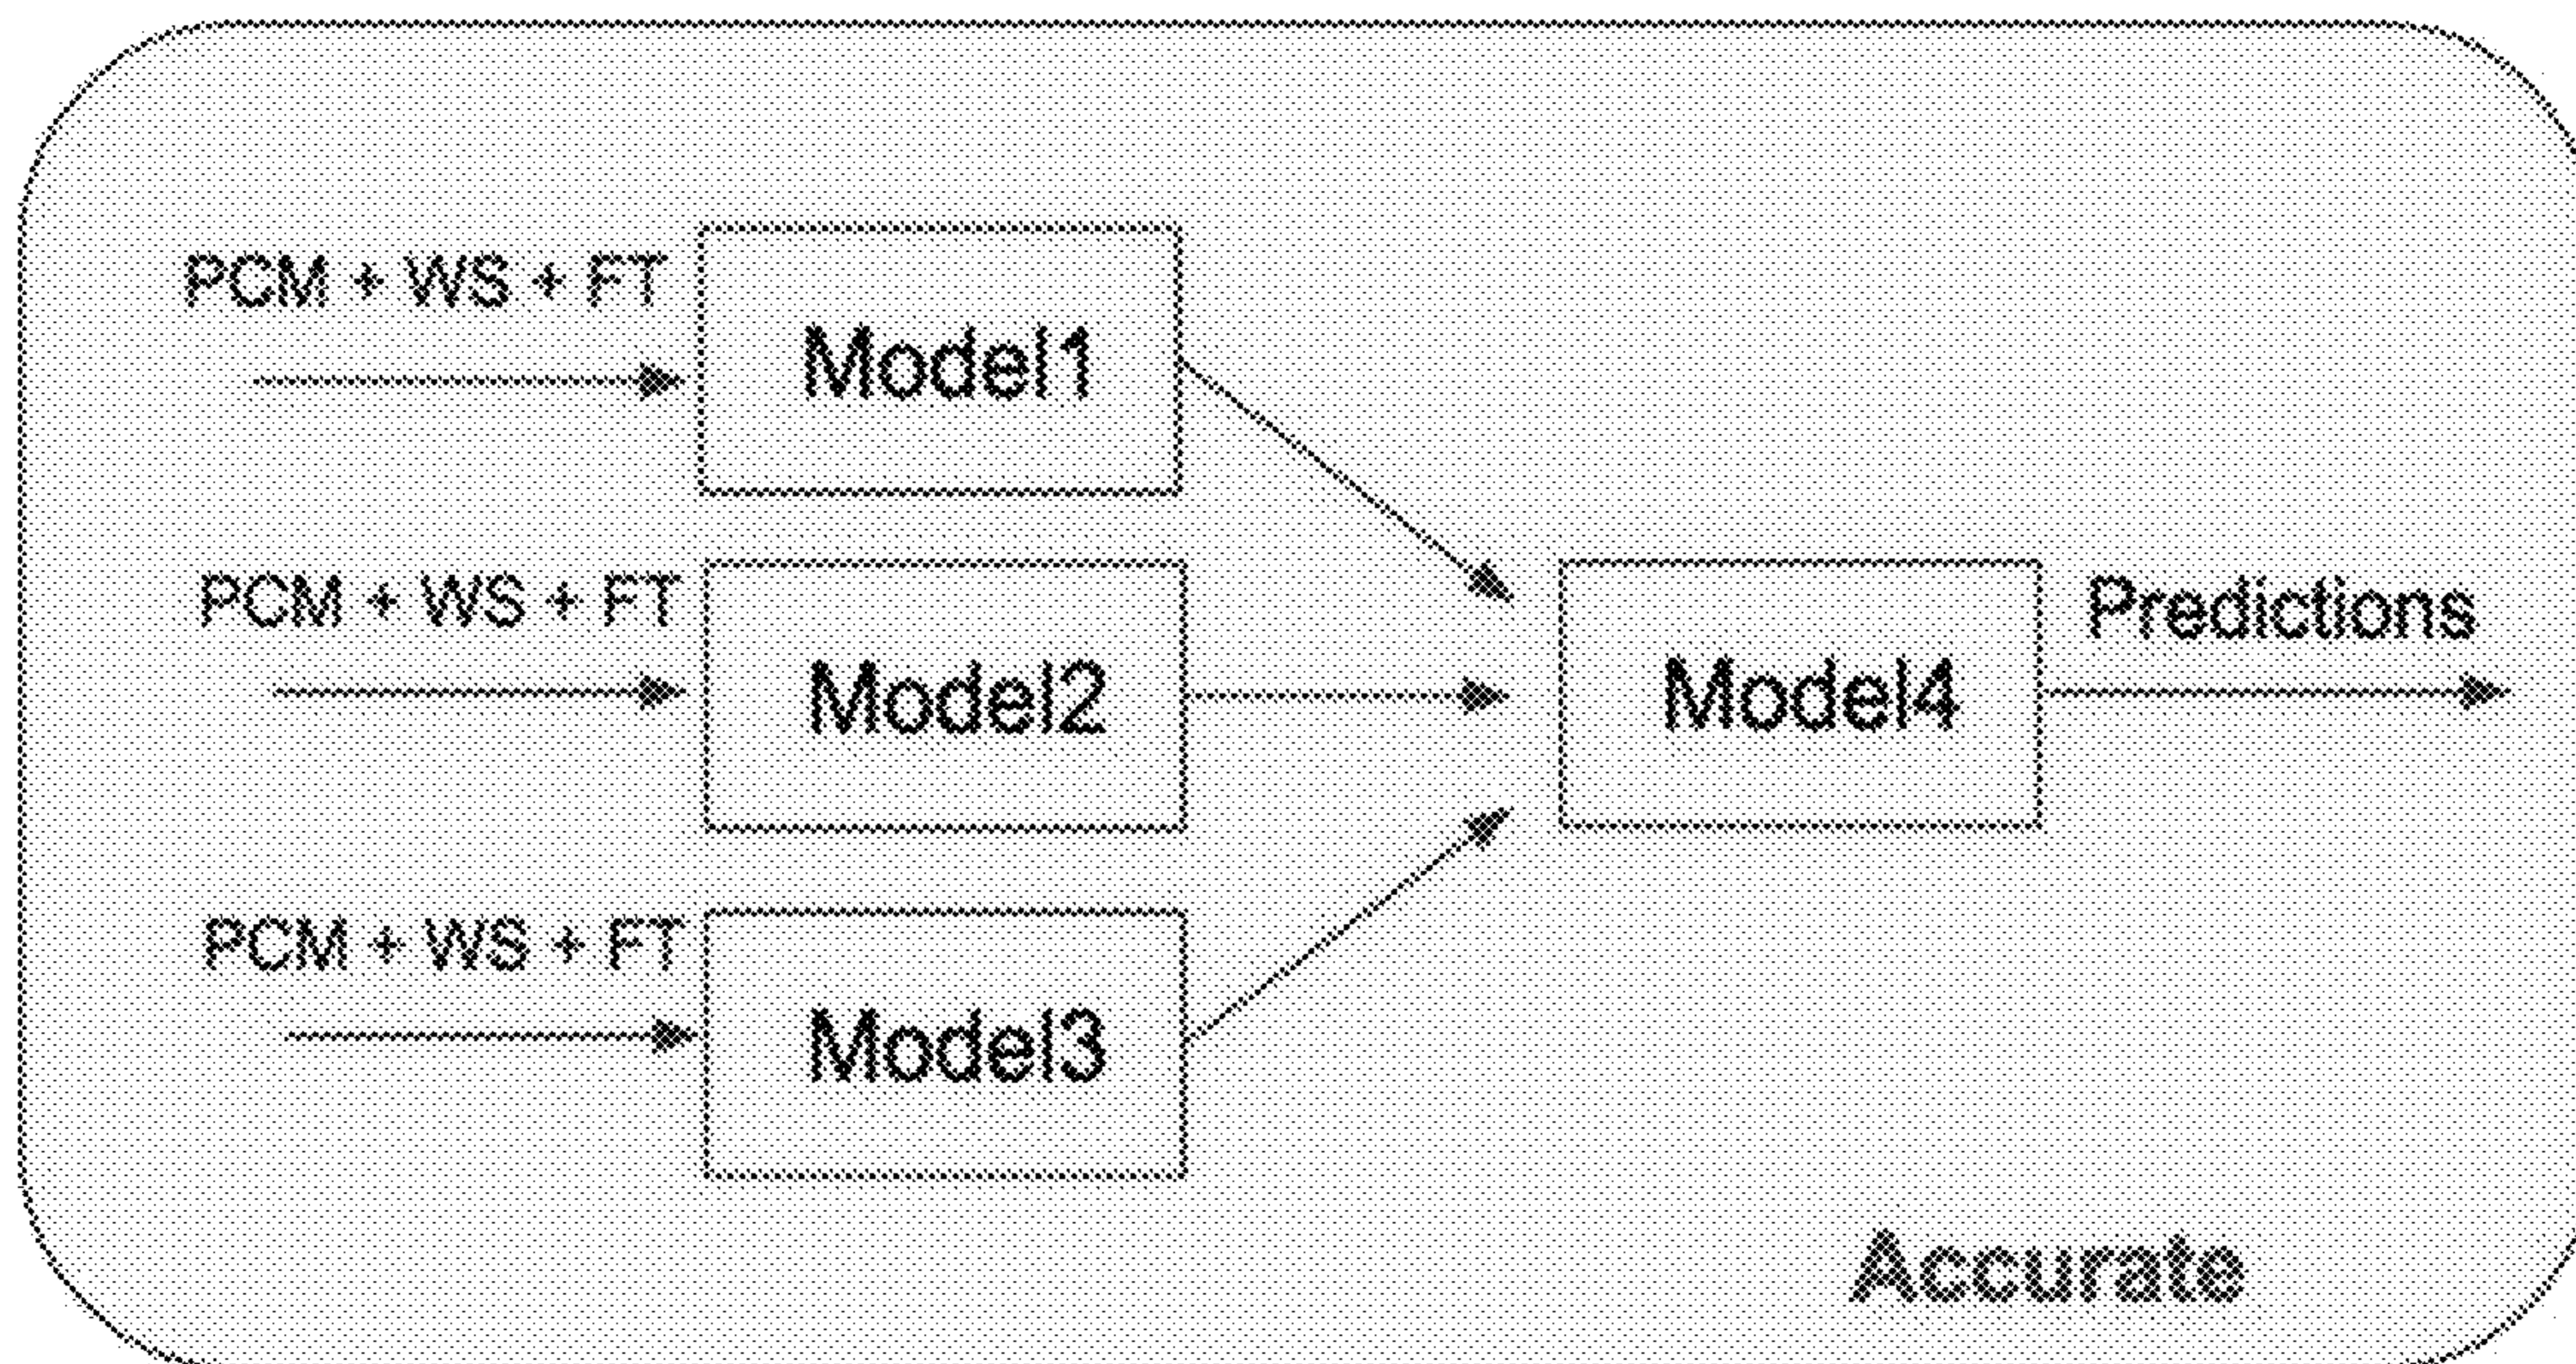 PCM + WS + FT
Model1
PCM + WS + FT
Model2
Model4
Predictions
PCM + WS + FT
Model3
Accurate